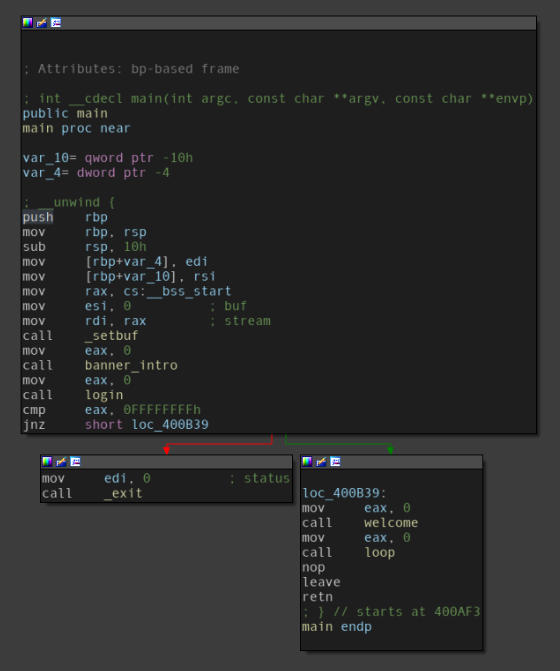 ; Attributes: bp-based frame
; int __cdecl main(int argc, const char **argv, const char **envp)
public main
main proc near
var_10= qword ptr -10h
var_4= dword ptr -4
; __unwind {
push rbp
mov rbp, rsp
sub rsp, 10h
mov [rbp+var_4], edi
mov [rbp+var_10], rsi
mov rax, cs:__bss_start
mov esi, 0 ; buf
mov rdi, rax ; stream
call _setbuf
mov eax, 0
call banner_intro
mov eax, 0
call login
cmp eax, 0FFFFFFFFh
jnz short loc_400B39
mov edi, 0 ; status
call _exit
loc_400B39:
mov eax, 0
call welcome
mov eax, 0
call loop
nop
leave
retn
; } // starts at 400AF3
main endp